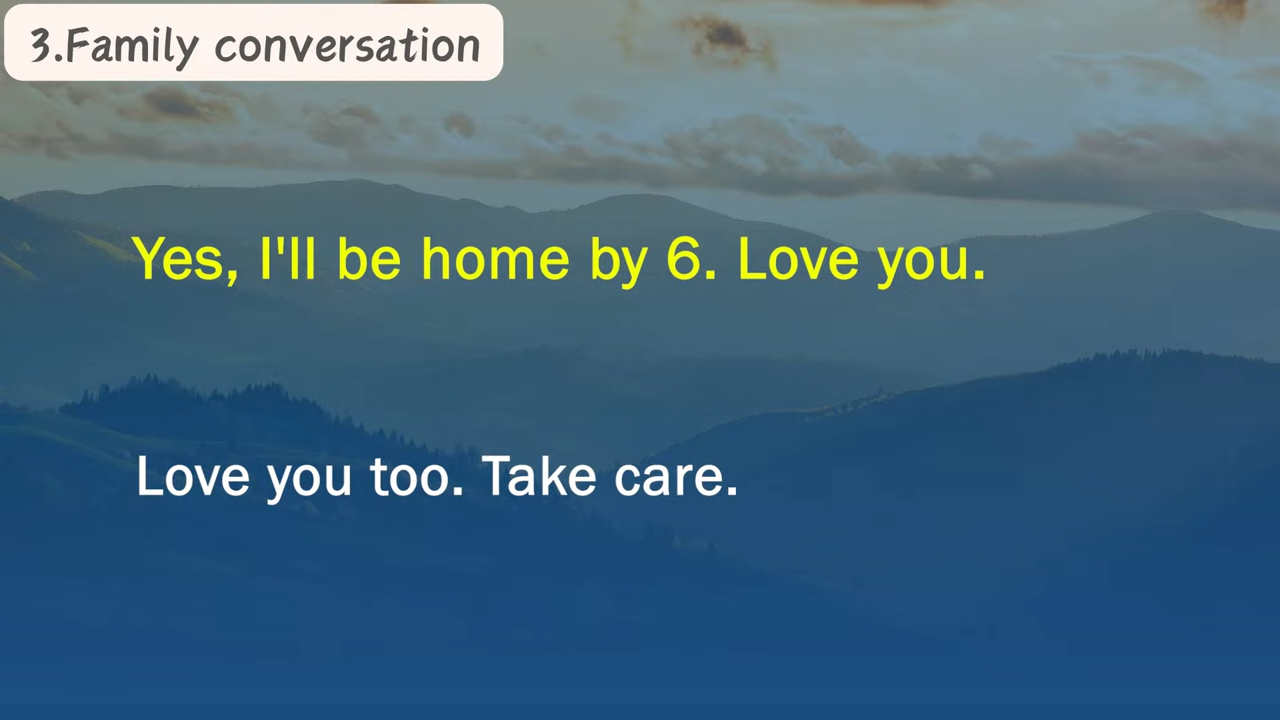 3.Family conversation
Yes, I'll be home by 6. Love you.
Love you too. Take care.